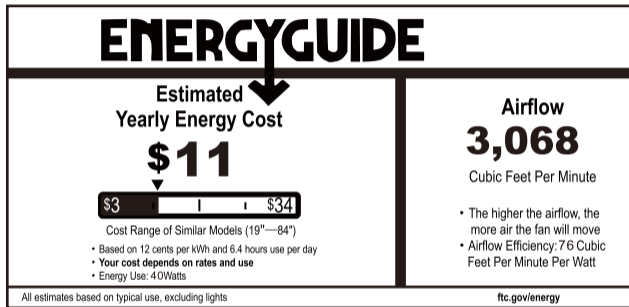 ENERGYGUIDE
Estimated
Yearly Energy Cost
$11
$3
$34
Cost Range of Similar Models (19"—84")
• Based on 12 cents per kWh and 6.4 hours use per day
• Your cost depends on rates and use
• Energy Use: 40Watts
Airflow
3,068
Cubic Feet Per Minute
• The higher the airflow, the
more air the fan will move
• Airflow Efficiency:76 Cubic
Feet Per Minute Per Watt
All estimates based on typical use, excluding lights
ftc.gov/energy